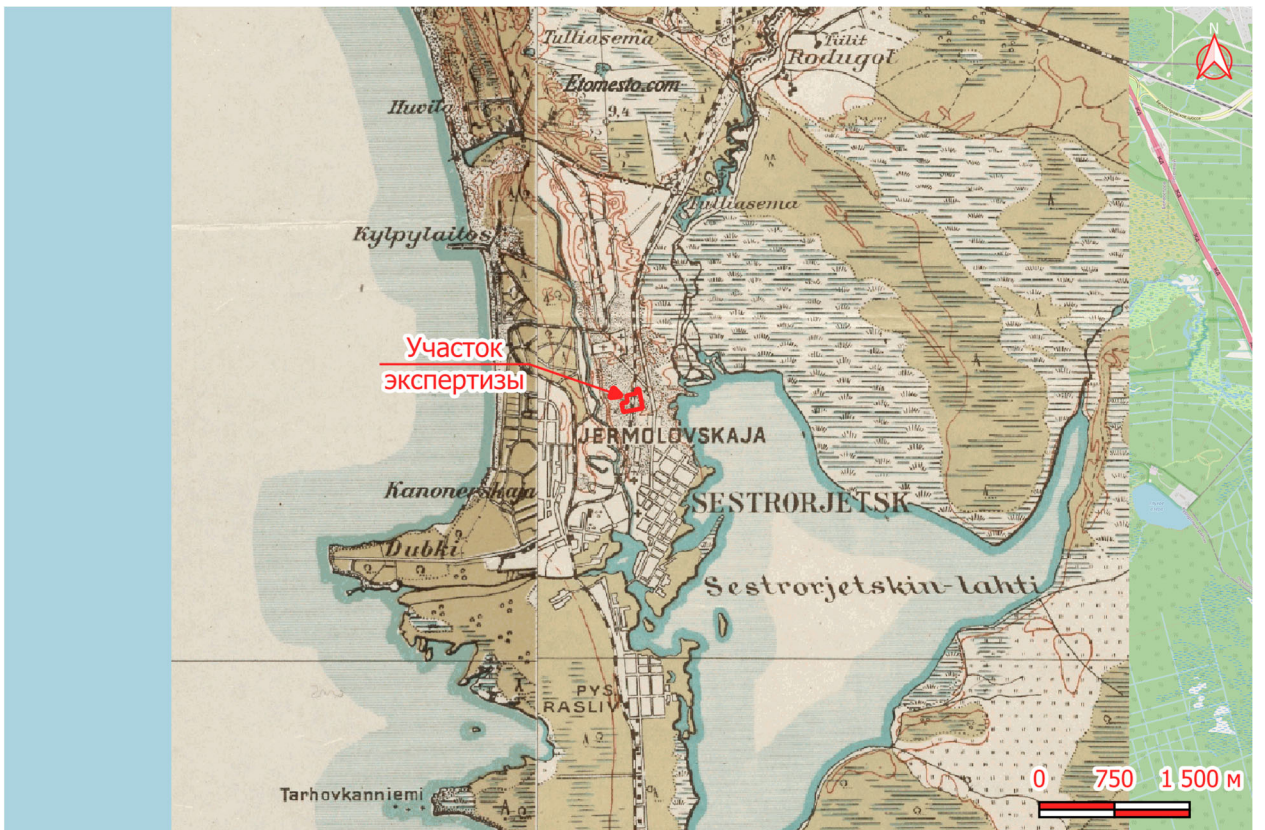 Tulliasema
Tiilit
Rodugol
N
Etomesto.com
Huvila
9,4
Tulliasema
Kylpylaitos
Участок
экспертизы
JERMOLOVSKAJA
Kanonerskaja
SESTRORJETSK
Dubki
Sestrorjetskin-lahti
PYS.
RASLIV
Tarhovkanniemi
0 750 1 500 м